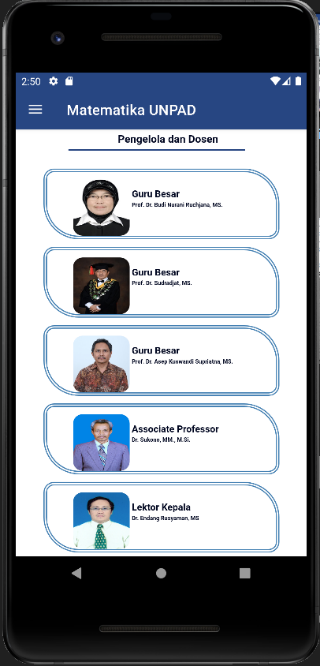 2:50
Matematika UNPAD
Pengelola dan Dosen
Guru Besar
Prof. Dr. Budi Nurani Ruchjana, MS.
Guru Besar
Prof. Dr. Sudradjat, MS.
Guru Besar
Prof. Dr. Asep Kuswandi Supriatna, MS.
Associate Professor
Dr. Sukono, MM., M.Si.
Lektor Kepala
Dr. Endang Rusyaman, MS